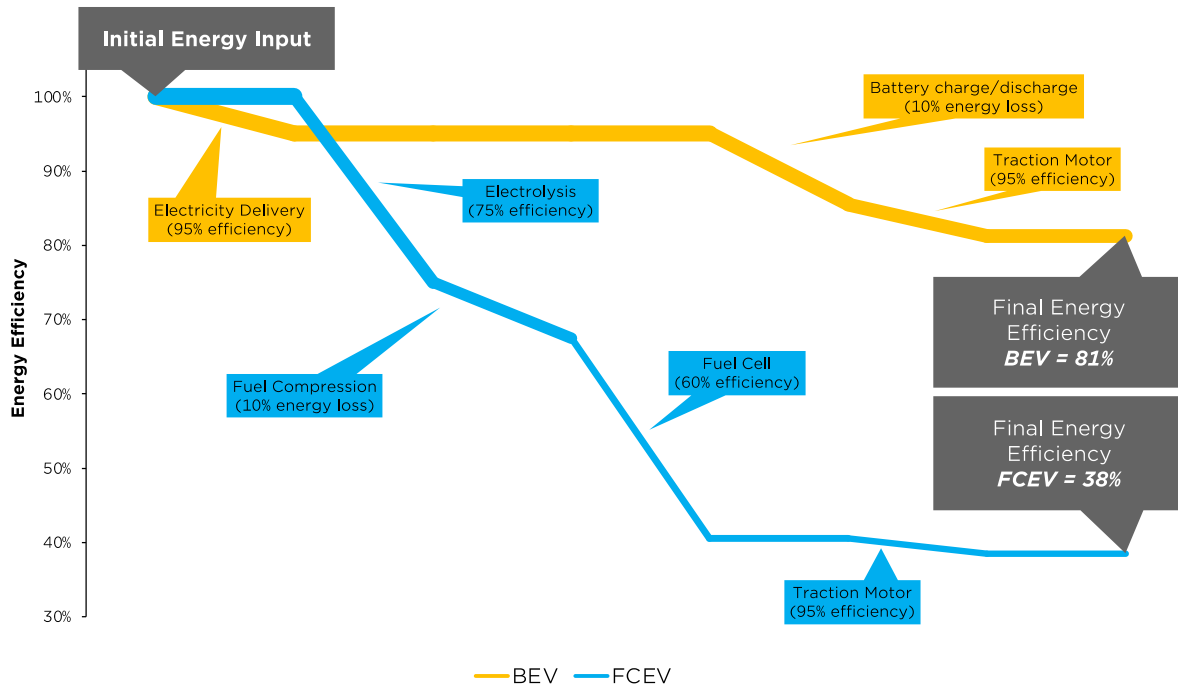 Initial Energy Input
Battery charge/discharge
(10% energy loss)
Traction Motor
(95% efficiency)
Electricity Delivery
(95% efficiency)
Electrolysis
(75% efficiency)
Fuel Compression
(10% energy loss)
Fuel Cell
(60% efficiency)
Traction Motor
(95% efficiency)
Final Energy
Efficiency
BEV = 81%
Final Energy
Efficiency
FCEV = 38%
Energy Efficiency
100%
90%
80%
70%
60%
50%
40%
30%
BEV
FCEV